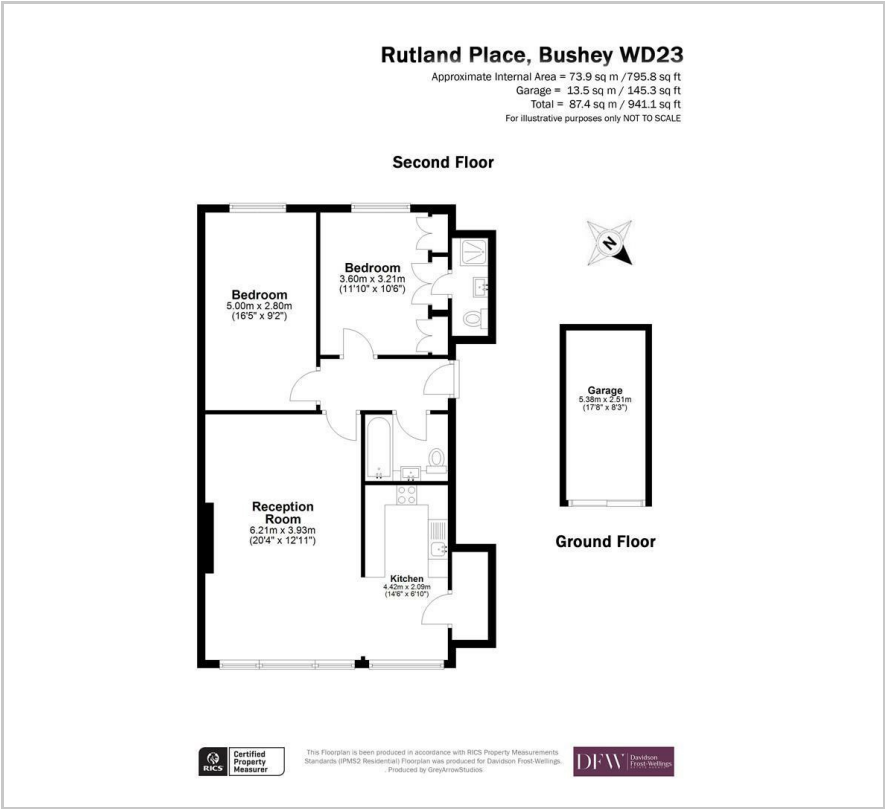 Rutland Place, Bushey WD23
Approximate Internal Area = 73.9 sq m /795.8 sq ft
Garage = 13.5 sq m / 145.3 sq ft
Total = 87.4 sq m / 941.1 sq ft
For illustrative purposes only NOT TO SCALE
Second Floor
Bedroom
5.00m x 2.80m
(16'5" x 9'2")
Bedroom
3.60m x 3.21m
(11'10" x 10'6")
N
Garage
5.38m x 2.51m
(17'8" x 8'3")
Reception
Room
6.21m x 3.93m
(20'4" x 12'11")
Kitchen
4.42m x 2.09m
(14'6" x 6'10")
Ground Floor
RICS
Certified
Property
Measurer
This Floorplan is been produced in accordance with RICS Property Measurements
Standards (IPMS2 Residential) Floorplan was produced for Davidson Frost-Wellings.
. Produced by GreyArrowStudios
DFW
Davidson
Frost-Wellings